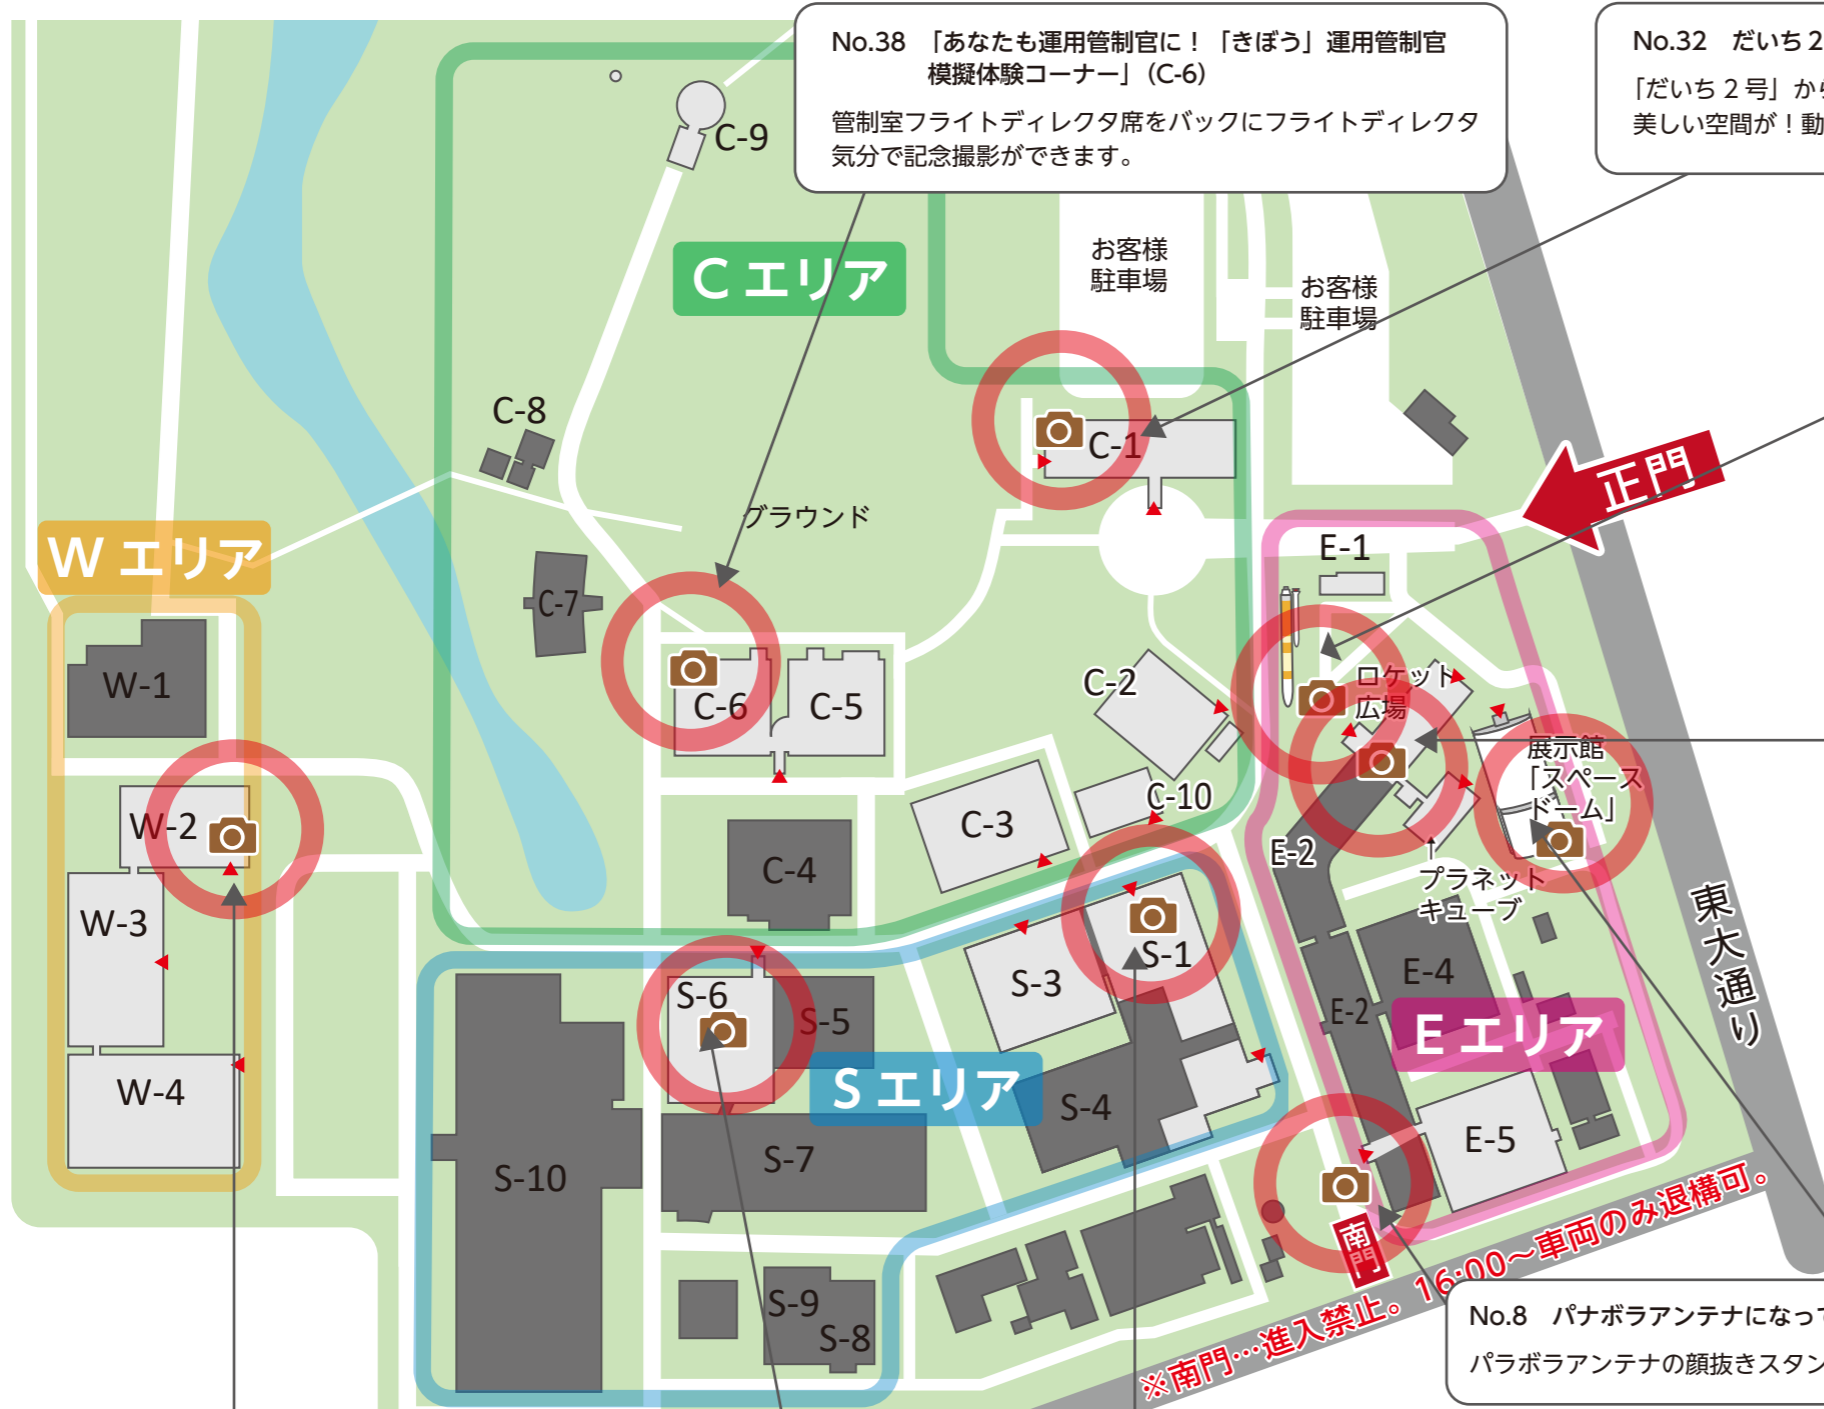 No.38 「あなたも運用管制官に！「きぼう」運用管制官
模擬体験コーナー」（C-6）
管制室フライトディレクタ席をバックにフライトディレクタ
気分で記念撮影ができます。
No.32 だいち2
「だいち 2 号」から
美しい空間が！動
C-9
C エリア
お客様
駐車場
お客様
駐車場
C-8
C-1
正門
グラウンド
W エリア
E-1
C-7
W-1
C-6
C-5
C-2
ロケット
広場
展示館
「スペース
ドーム」
W-2
C-3
C-10
C-4
E-2
↑
プラネット
キューブ
東大通り
W-3
S-6
S-5
S-3
S-1
E-4
E-2
E エリア
W-4
S エリア
S-4
E-5
S-10
S-7
南門
S-9
S-8
※南門…進入禁止。16:00～車両のみ退構可。
No.8 パナボラアンテナになって
パラボラアンテナの顔抜きスタン